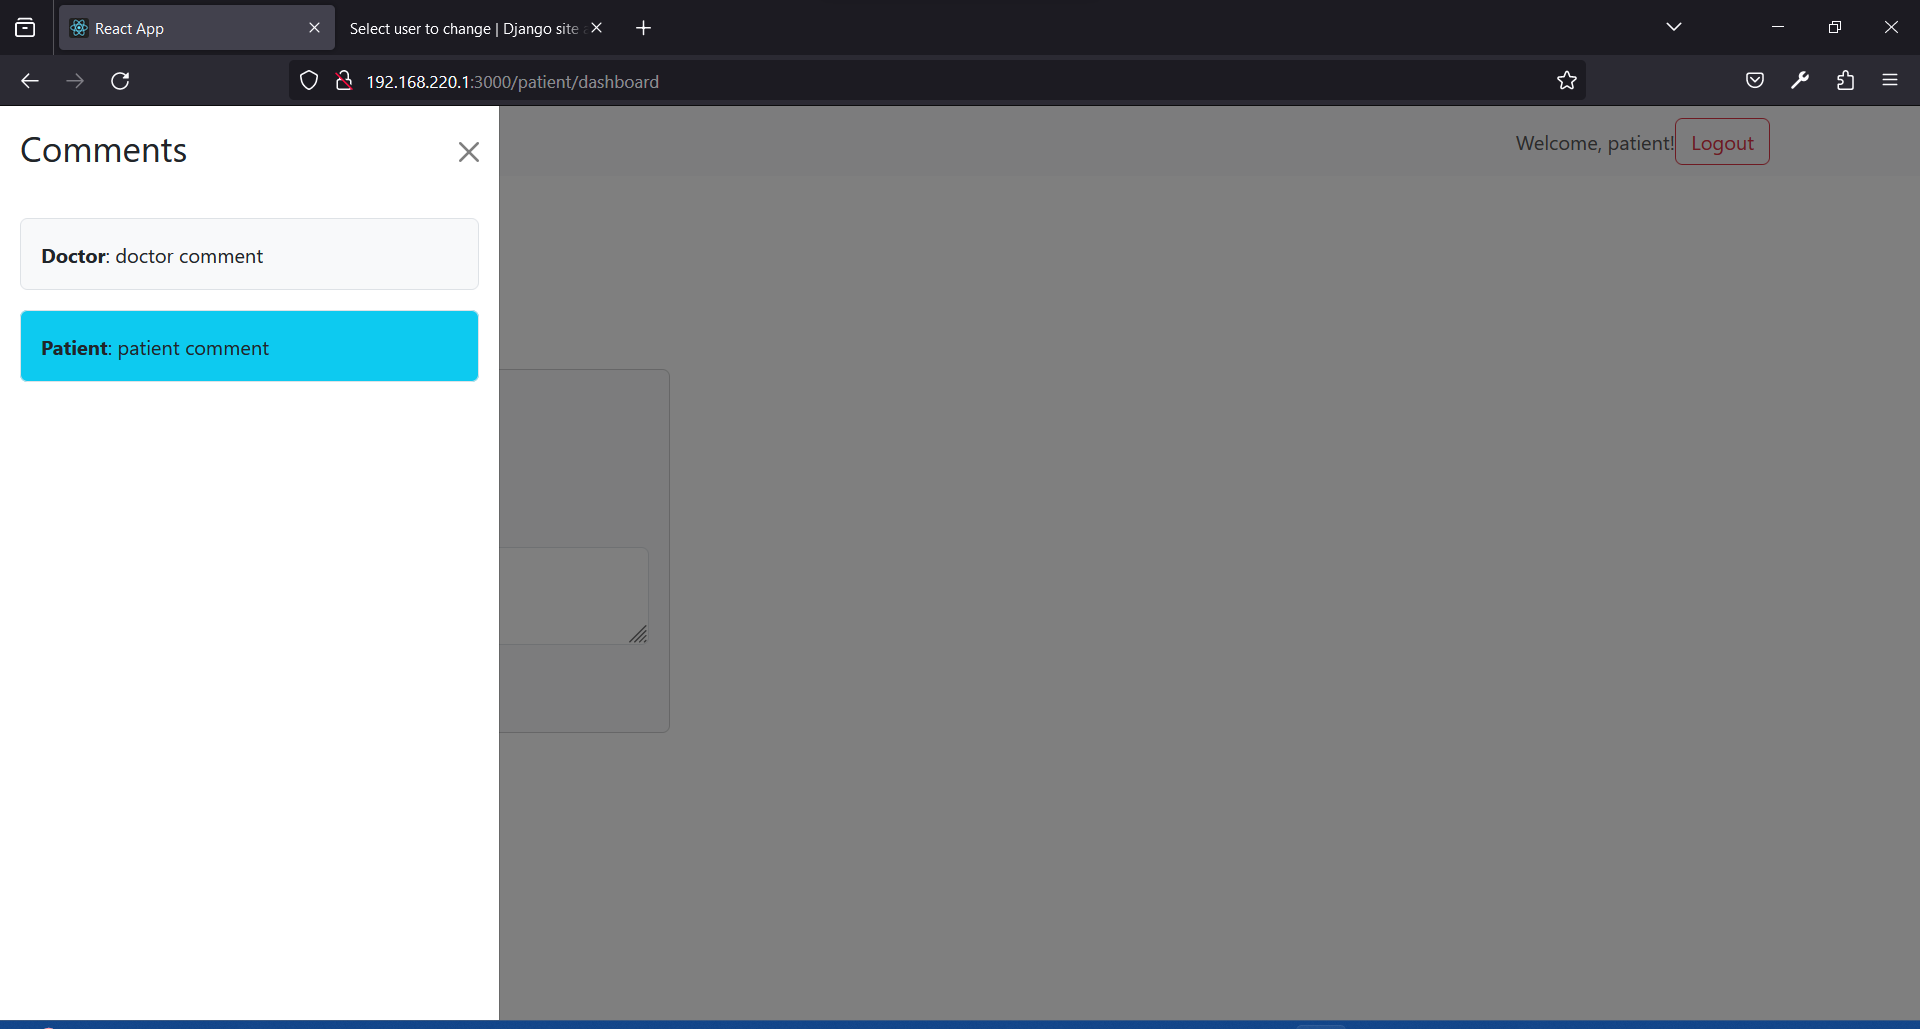 React App
Select user to change | Django site
192.168.220.1:3000/patient/dashboard
Comments
Welcome, patient!
Logout
Doctor: doctor comment
Patient: patient comment